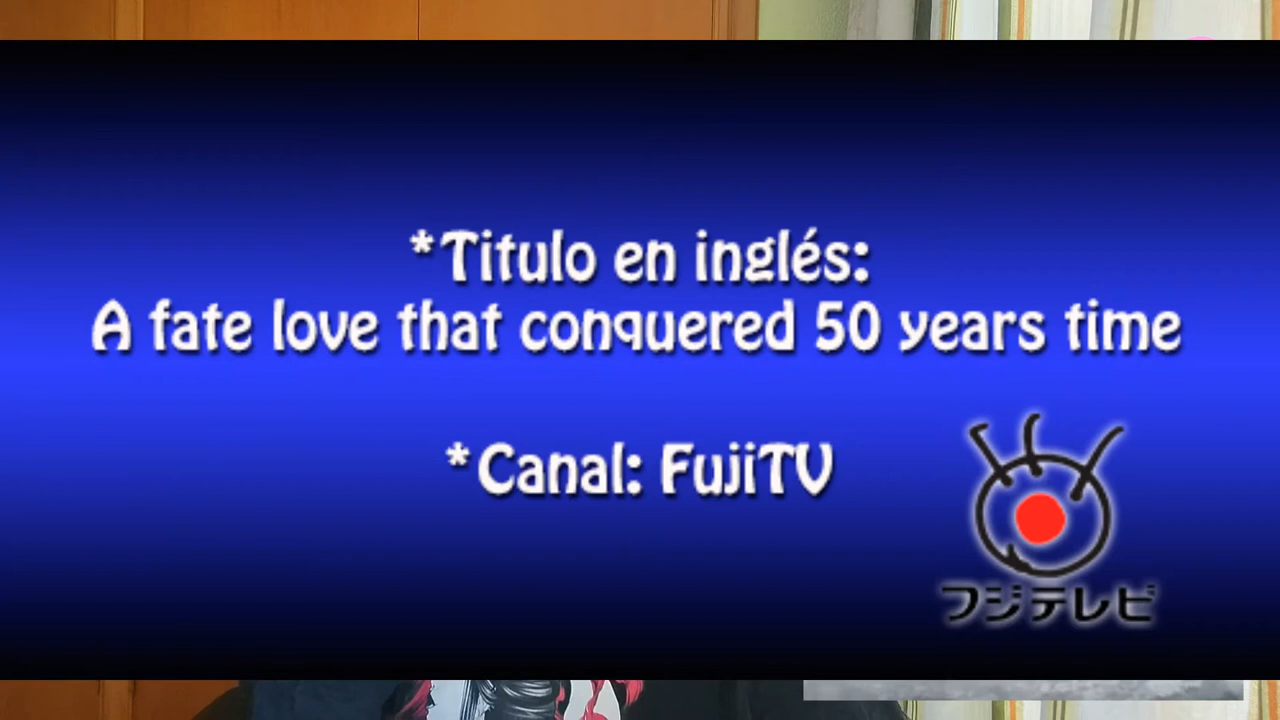 *Titulo en inglés:
A fate love that conquered 50 years time
*Canal: FujiTV
フジテレビ